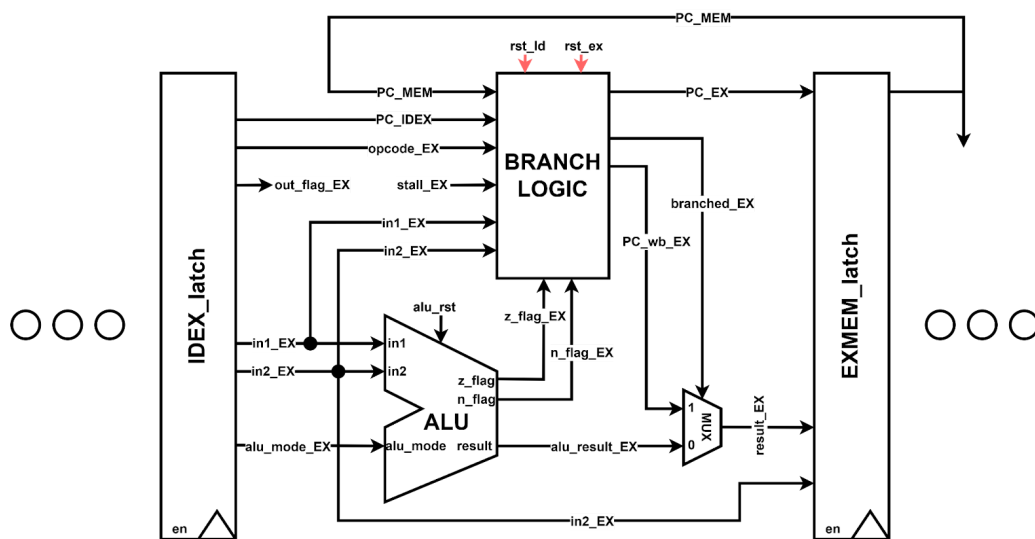 PC_MEM
rst_Id
rst_ex
PC_MEM
PC_EX
PC_IDEX
opcode_EX
BRANCH
LOGIC
out_flag_EX
stall_EX
branched_EX
in1_EX
in2_EX
PC_wb_EX
IDEX_latch
EXMEM_latch
alu_rst
z_flag_EX
n_flag_EX
in1_EX
in1
in2_EX
in2
z_flag
n_flag
ALU
1
MUX
0
result_EX
alu_mode_EX
alu_mode
result
alu_result_EX
in2_EX
en
en